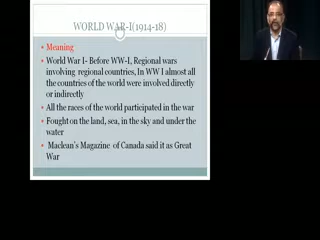 WORLD WAR-I(1914-18)
Meaning
World War I- Before WW-I, Regional wars
involving regional countries, In WW I almost all
the countries of the world were involved directly
or indirectly
All the races of the world participated in the war
Fought on the land, sea, in the sky and under the
water
Maclean's Magazine of Canada said it as Great
War